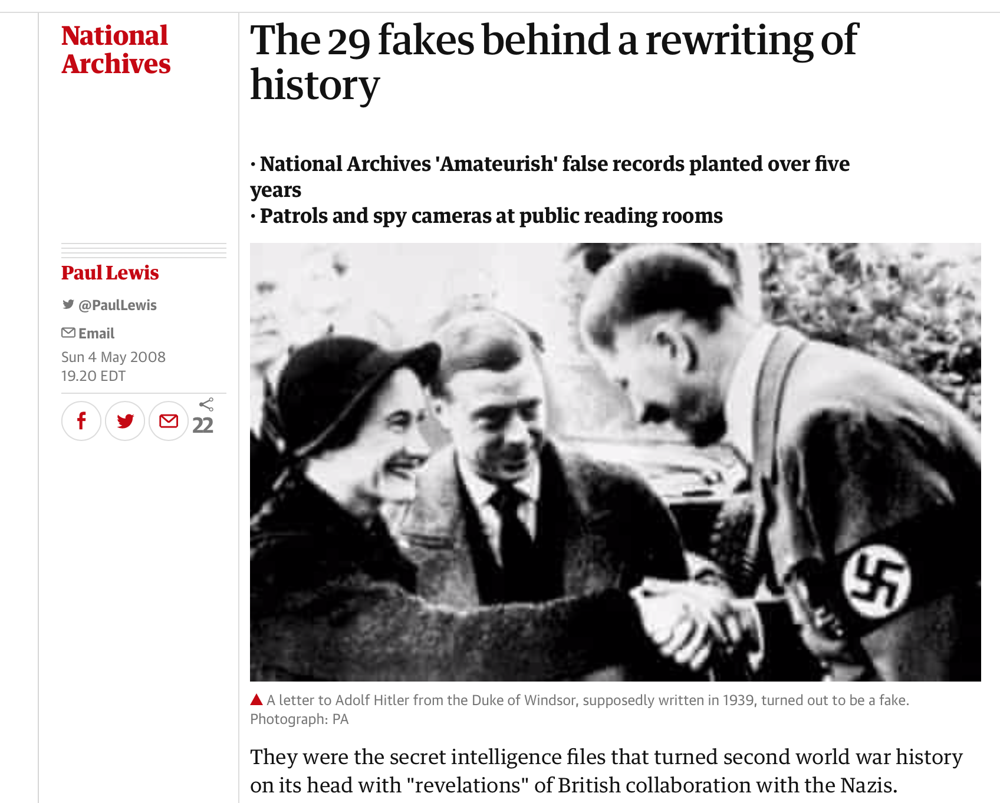 National
Archives
The 29 fakes behind a rewriting of
history
· National Archives 'Amateurish' false records planted over five
years
· Patrols and spy cameras at public reading rooms
Paul Lewis
@PaulLewis
Email
Sun 4 May 2008
19.20 EDT
22
A letter to Adolf Hitler from the Duke of Windsor, supposedly written in 1939, turned out to be a fake.
Photograph: PA
They were the secret intelligence files that turned second world war history
on its head with "revelations" of British collaboration with the Nazis.